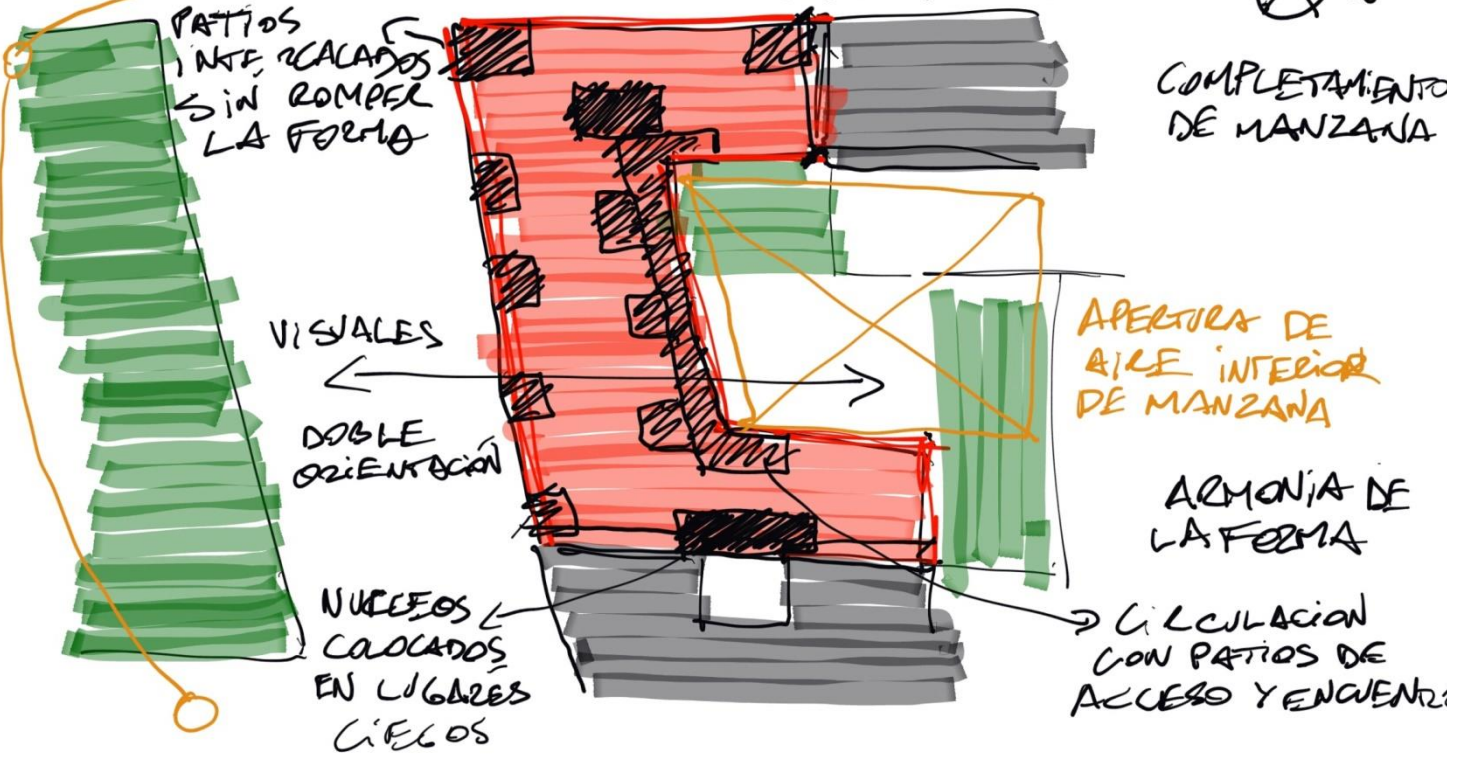 PATIOS
INTERCALADOS
SIN ROMPER
LA FORMA
COMPLETAMIENTO
DE MANZANA
VISUALES
DOBLE
ORIENTACIÓN
APERTURA DE
AIRE INTERIOR
DE MANZANA
ARMONÍA DE
LA FORMA
NUCLEOS
COLOCADOS
EN LUGARES
CIEGOS
CIRCULACION
CON PATIOS DE
ACCESO Y ENCUENTR